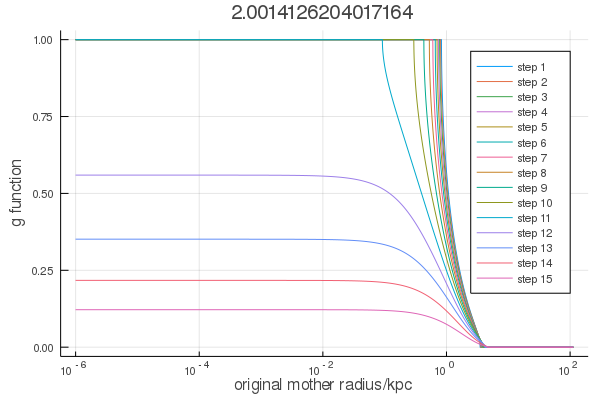 2.0014126204017164
g function
1.00
0.75
0.50
0.25
0.00
step 1
step 2
step 3
step 4
step 5
step 6
step 7
step 8
step 9
step 10
step 11
step 12
step 13
step 14
step 15
10^-6
10^-4
10^-2
10^0
10^2
original mother radius/kpc